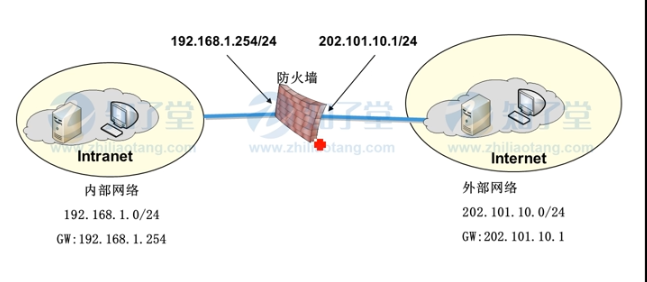 192.168.1.254/24
202.101.10.1/24
防火墙
知了堂
www.zhiliaotang.com
Intranet
知了堂
www.zhiliaotang.com
知了堂
www.zhiliaotang.com
Internet
内部网络
192.168.1.0/24
GW:192.168.1.254
外部网络
202.101.10.0/24
GW:202.101.10.1